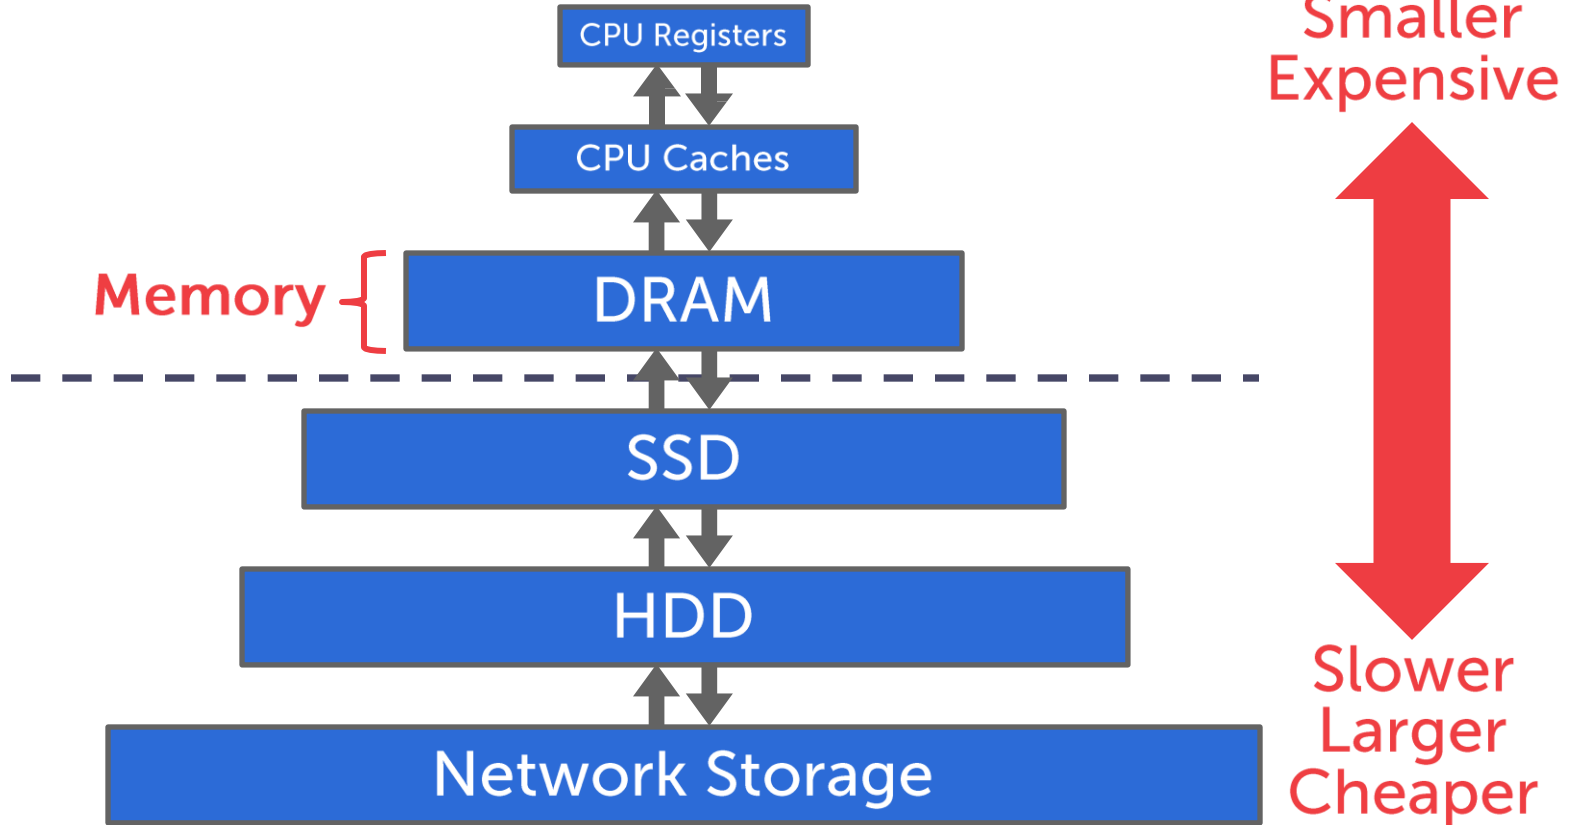 CPU Registers
CPU Caches
Memory
DRAM
SSD
HDD
Network Storage
Smaller
Expensive
Slower
Larger
Cheaper